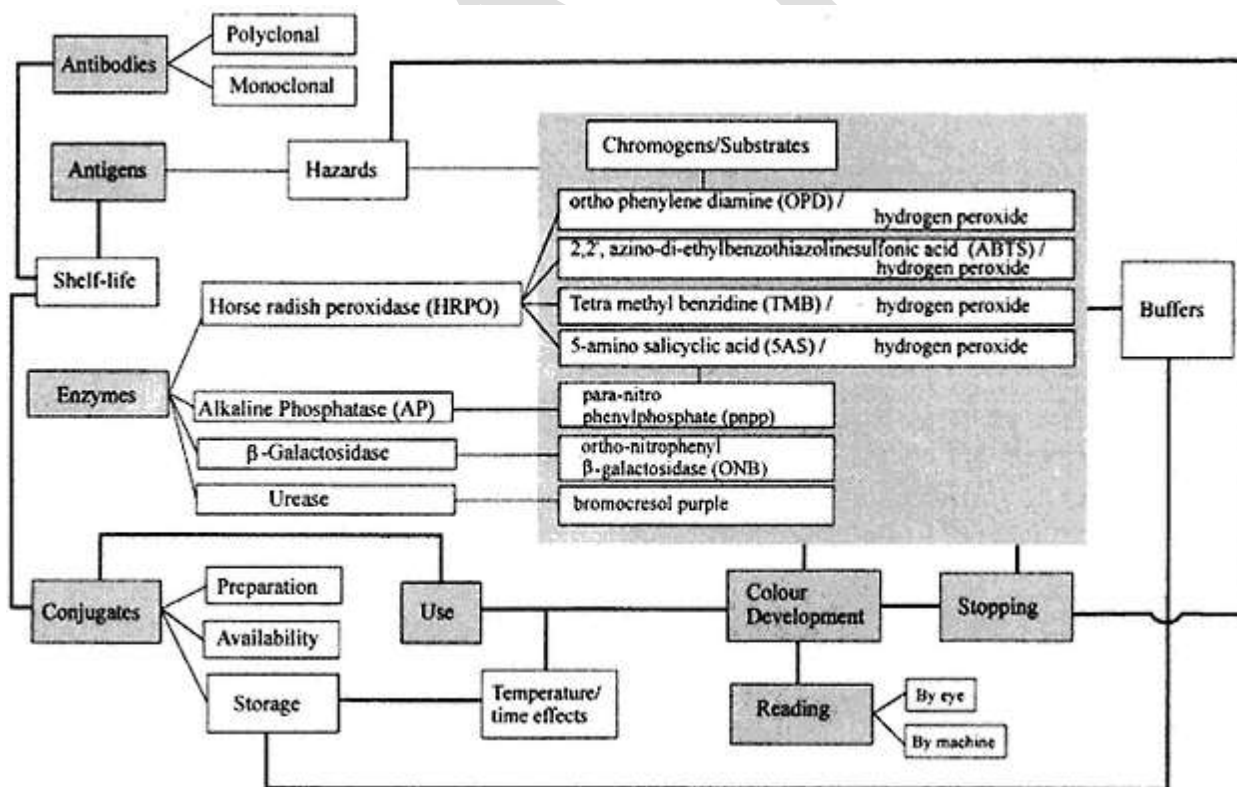 Polyclonal
Antibodies
Monoclonal
Chromogens/Substrates
Antigens
Hazards
ortho phenylene diamine (OPD) /
hydrogen peroxide
2,2', azino-di-ethylbenzothiazolinesulfonic acid (ABTS) /
hydrogen peroxide
Shelf-life
Horse radish peroxidase (HRPO)
Tetra methyl benzidine (TMB) / hydrogen peroxide
Buffers
5-amino salicyclic acid (5AS) / hydrogen peroxide
Enzymes
Alkaline Phosphatase (AP)
para-nitro
phenylphosphate (pnpp)
β-Galactosidase
ortho-nitrophenyl
β-galactosidase (ONB)
Urease
bromocresol purple
Conjugates
Preparation
Availability
Storage
Use
Colour
Development
Stopping
Temperature/
time effects
Reading
By eye
By machine